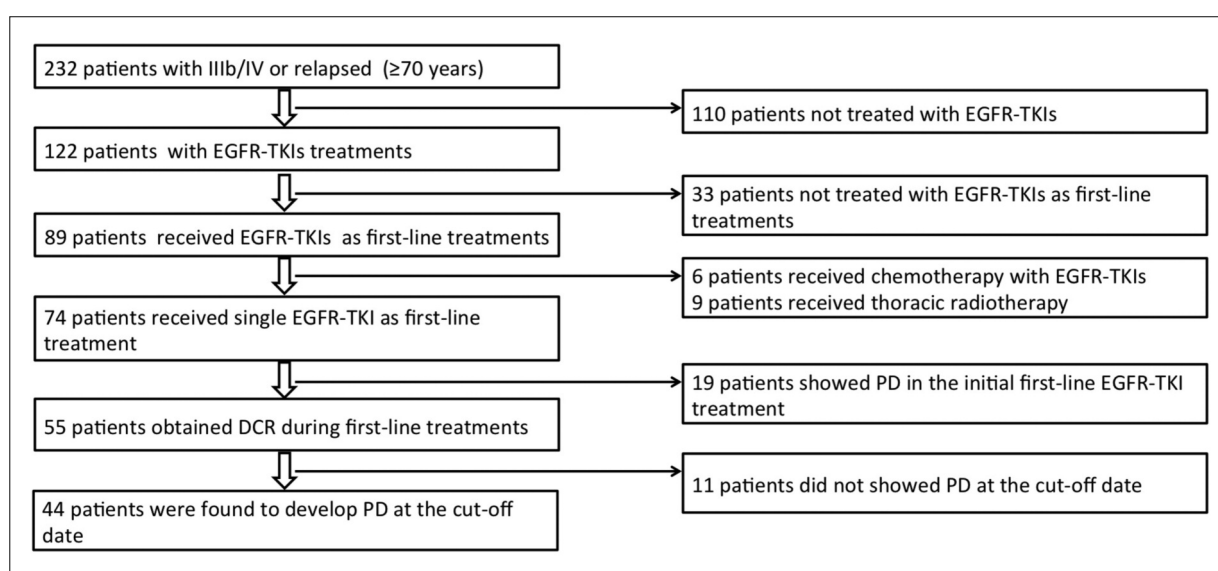 232 patients with IIIb/IV or relapsed (≥70 years)
110 patients not treated with EGFR-TKIs
122 patients with EGFR-TKIs treatments
33 patients not treated with EGFR-TKIs as first-line
treatments
89 patients received EGFR-TKIs as first-line treatments
6 patients received chemotherapy with EGFR-TKIs
9 patients received thoracic radiotherapy
74 patients received single EGFR-TKI as first-line
treatment
19 patients showed PD in the initial first-line EGFR-TKI
treatment
55 patients obtained DCR during first-line treatments
11 patients did not showed PD at the cut-off date
44 patients were found to develop PD at the cut-off
date